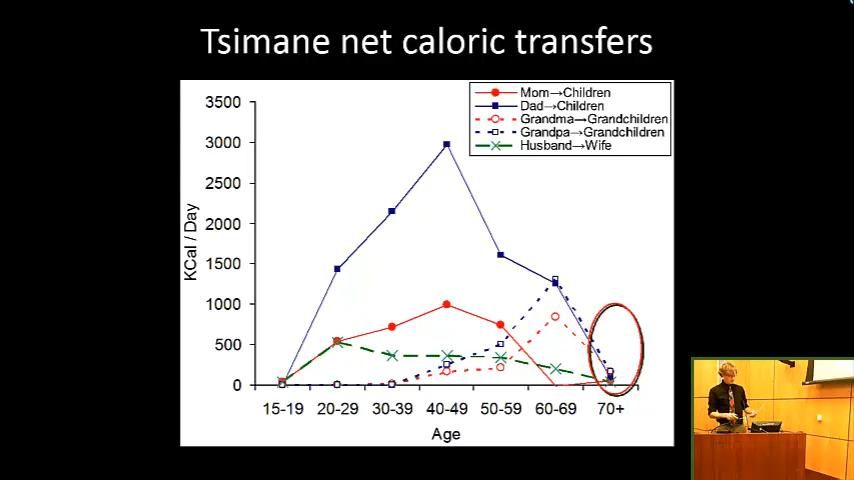 Tsimane net caloric transfers
Mom→Children
Dad→Children
Grandma→Grandchildren
Grandpa→Grandchildren
Husband→Wife
3500
3000
2500
2000
1500
1000
500
0
KCal / Day
15-19 20-29 30-39 40-49 50-59 60-69 70+
Age